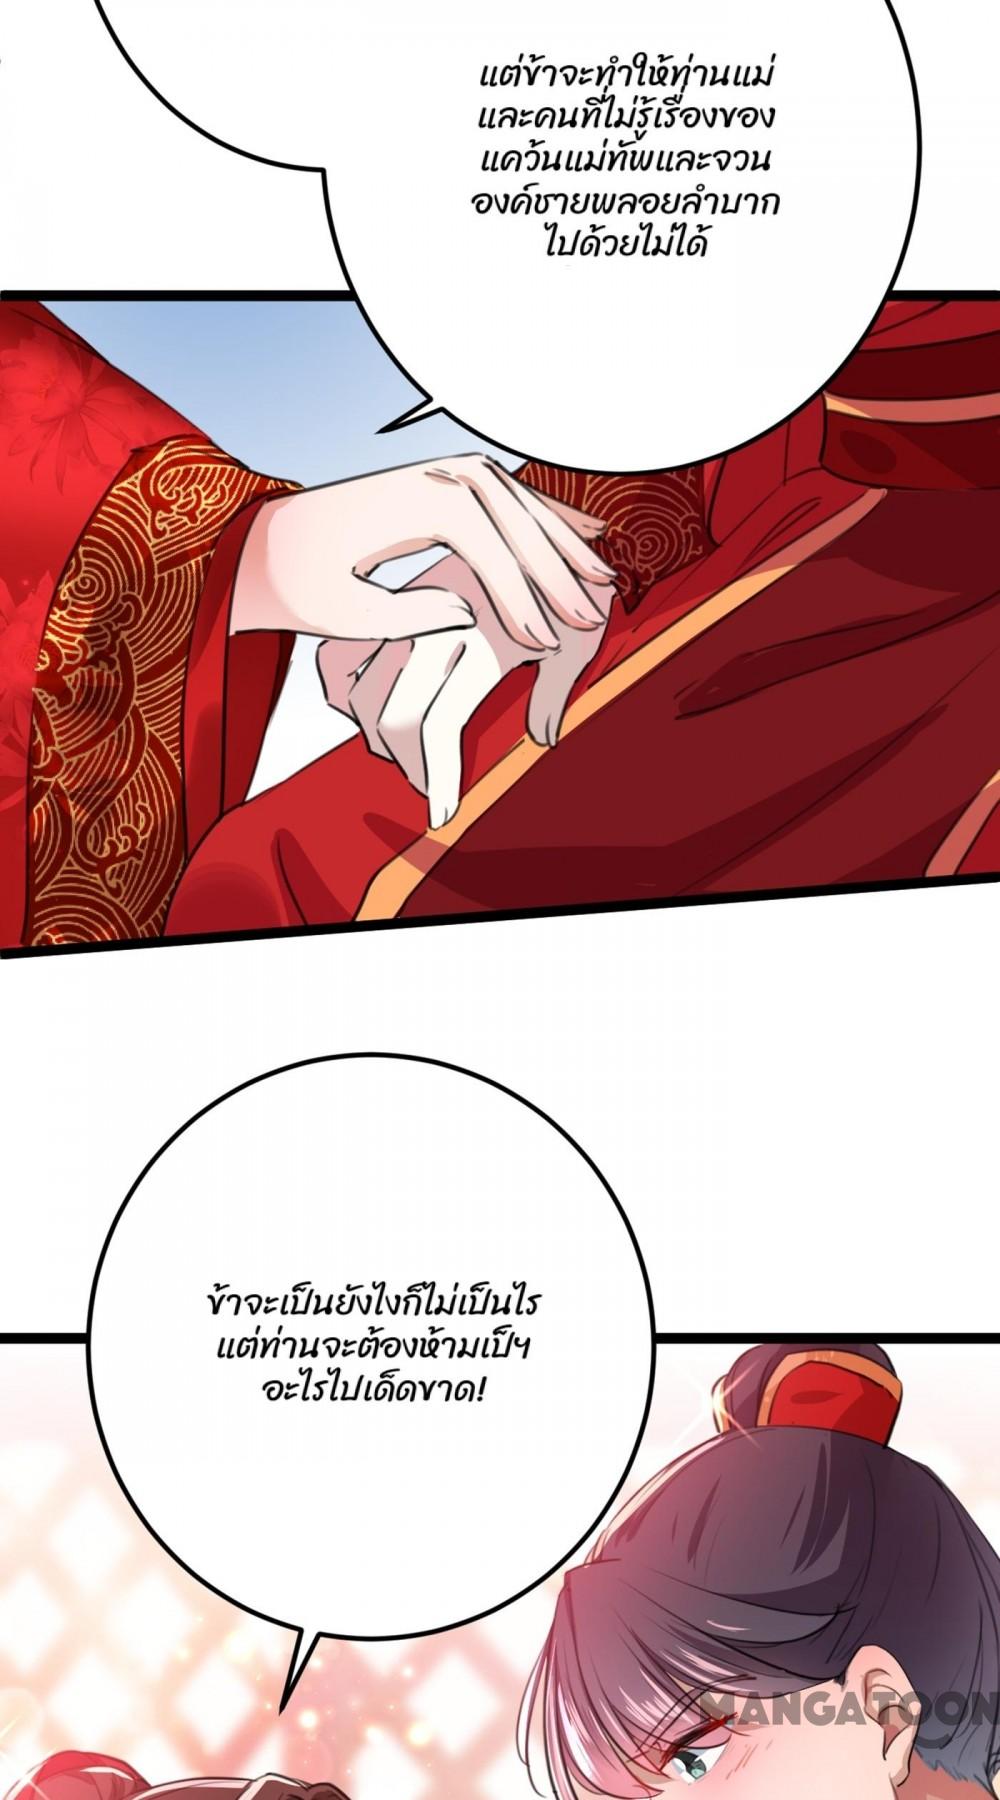 แต่ข้าจะทำให้ท่านแม่
และคนที่ไม่รู้เรื่องของ
แคว้นแม่ทัพและจวน
องค์ชายพลอยลำบาก
ไปด้วยไม่ได้
ข้าจะเป็นยังไงก็ไม่เป็นไร
แต่ท่านจะต้องห้ามเป็ฯ
อะไรไปเด็ดขาด!
MANGATOON